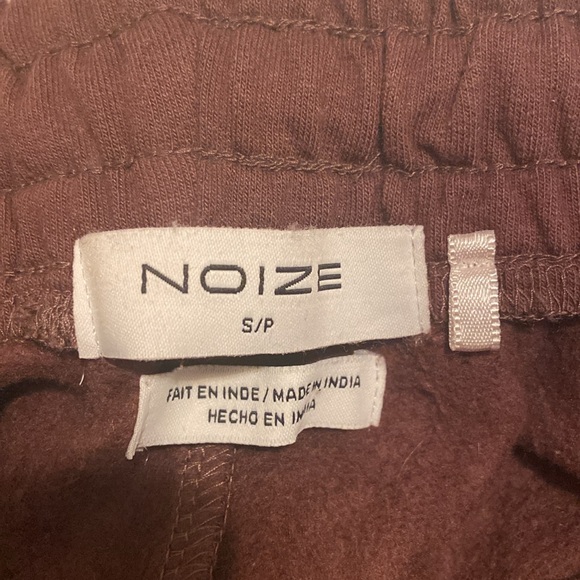 NOIZE
S/P
FAIT EN INDE / MADE IN INDIA
HECHO EN INDIA